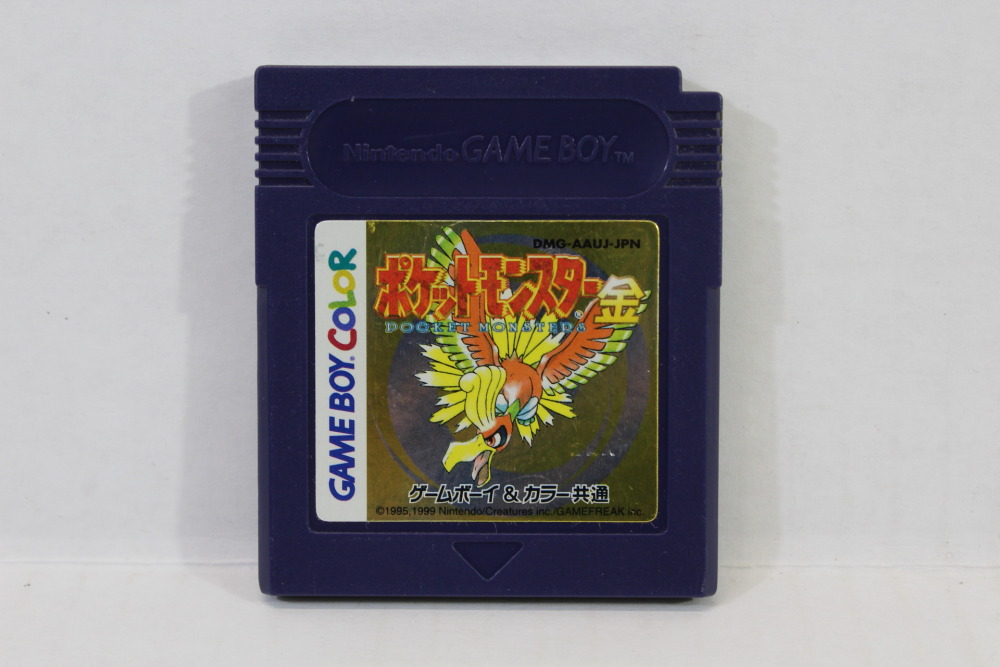 Nintendo GAME BOY™
GAME BOY COLOR
DMG-AAUJ-JPN
ポケットモンスター金
POCKET MONSTERS®
ゲームボーイ&カラー共通
©1995,1999 Nintendo/Creatures inc./GAMEFREAK inc.